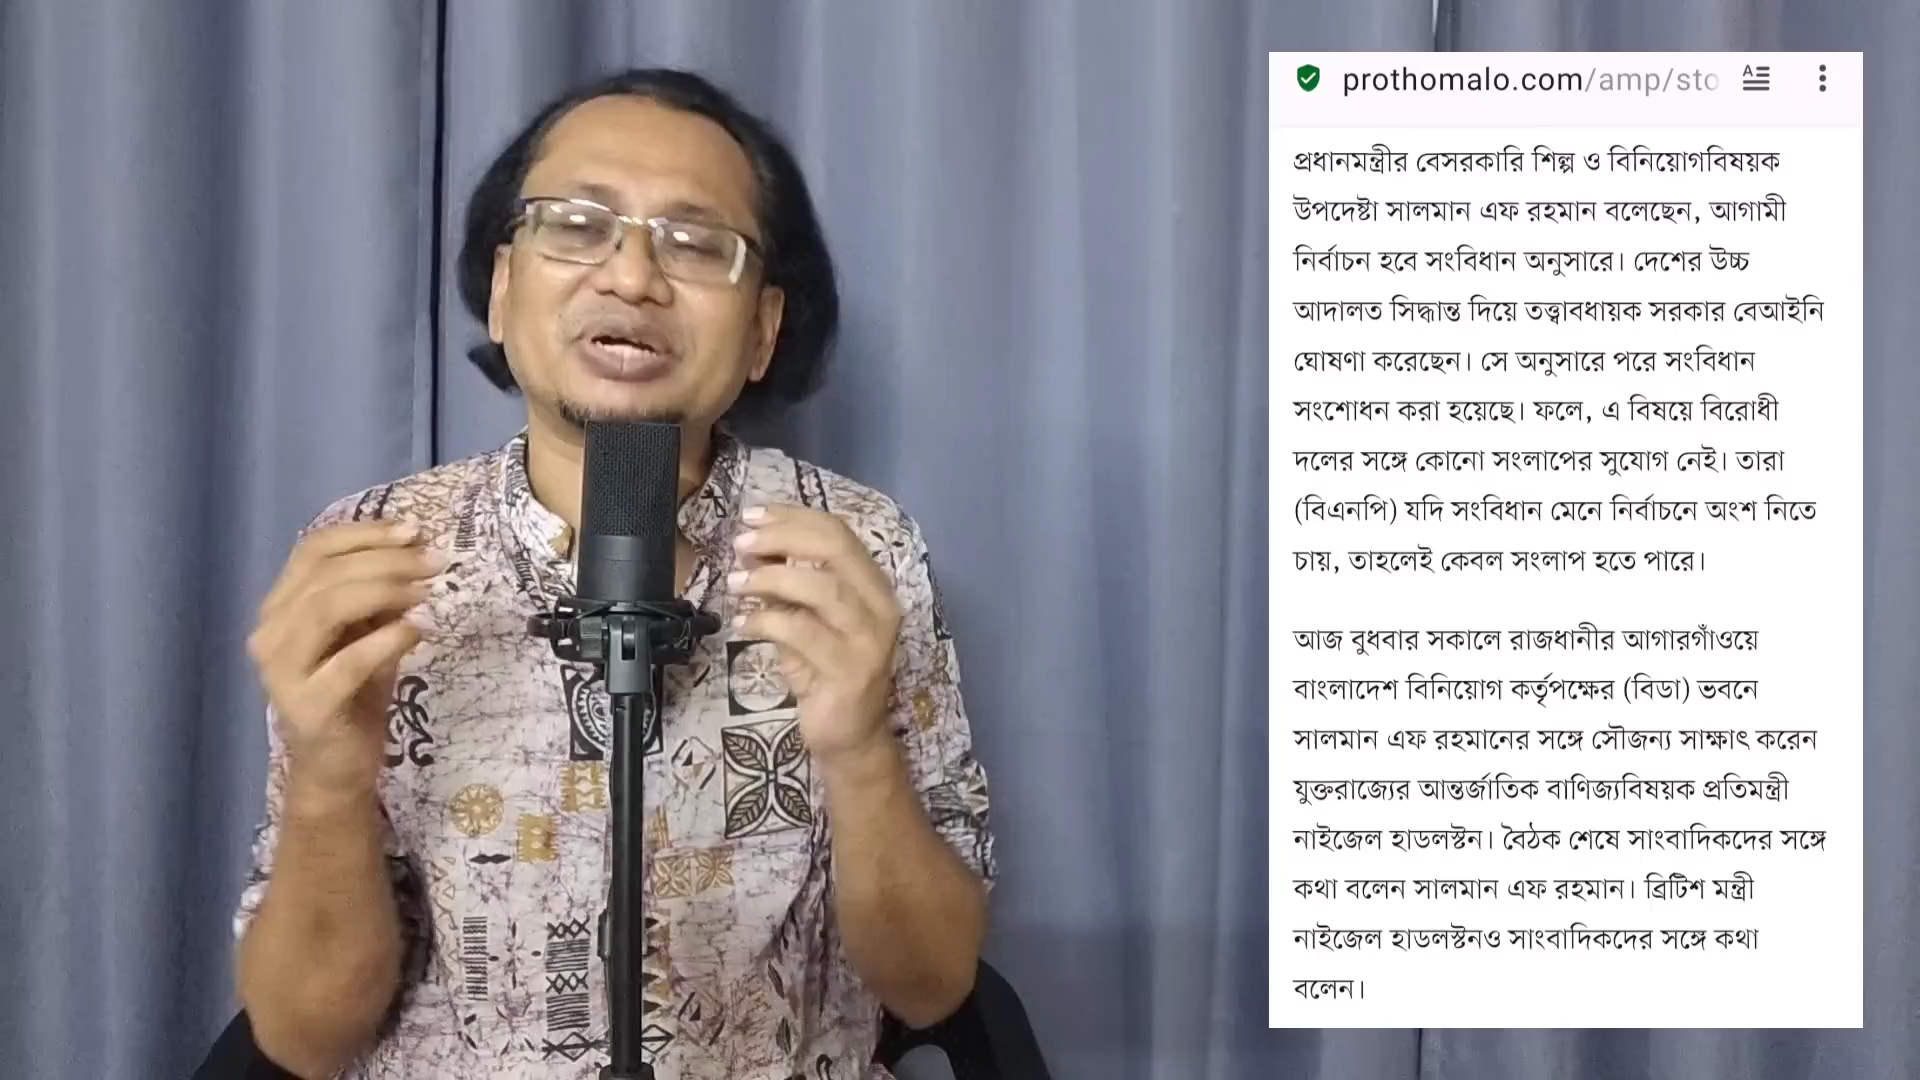 prothomalo.com/amp/sto
প্রধানমন্ত্রীর বেসরকারি শিল্প ও বিনিয়োগবিষয়ক
উপদেষ্টা সালমান এফ রহমান বলেছেন, আগামী
নির্বাচন হবে সংবিধান অনুসারে। দেশের উচ্চ
আদালত সিদ্ধান্ত দিয়ে তত্ত্বাবধায়ক সরকার বেআইনি
ঘোষণা করেছেন। সে অনুসারে পরে সংবিধান
সংশোধন করা হয়েছে। ফলে, এ বিষয়ে বিরোধী
দলের সঙ্গে কোনো সংলাপের সুযোগ নেই। তারা
(বিএনপি) যদি সংবিধান মেনে নির্বাচনে অংশ নিতে
চায়, তাহলেই কেবল সংলাপ হতে পারে।
আজ বুধবার সকালে রাজধানীর আগারগাঁওয়ে
বাংলাদেশ বিনিয়োগ কর্তৃপক্ষের (বিডা) ভবনে
সালমান এফ রহমানের সঙ্গে সৌজন্য সাক্ষাৎ করেন
যুক্তরাজ্যের আন্তর্জাতিক বাণিজ্যবিষয়ক প্রতিমন্ত্রী
নাইজেল হাডলস্টন। বৈঠক শেষে সাংবাদিকদের সঙ্গে
কথা বলেন সালমান এফ রহমান। ব্রিটিশ মন্ত্রী
নাইজেল হাডলস্টনও সাংবাদিকদের সঙ্গে কথা
বলেন।